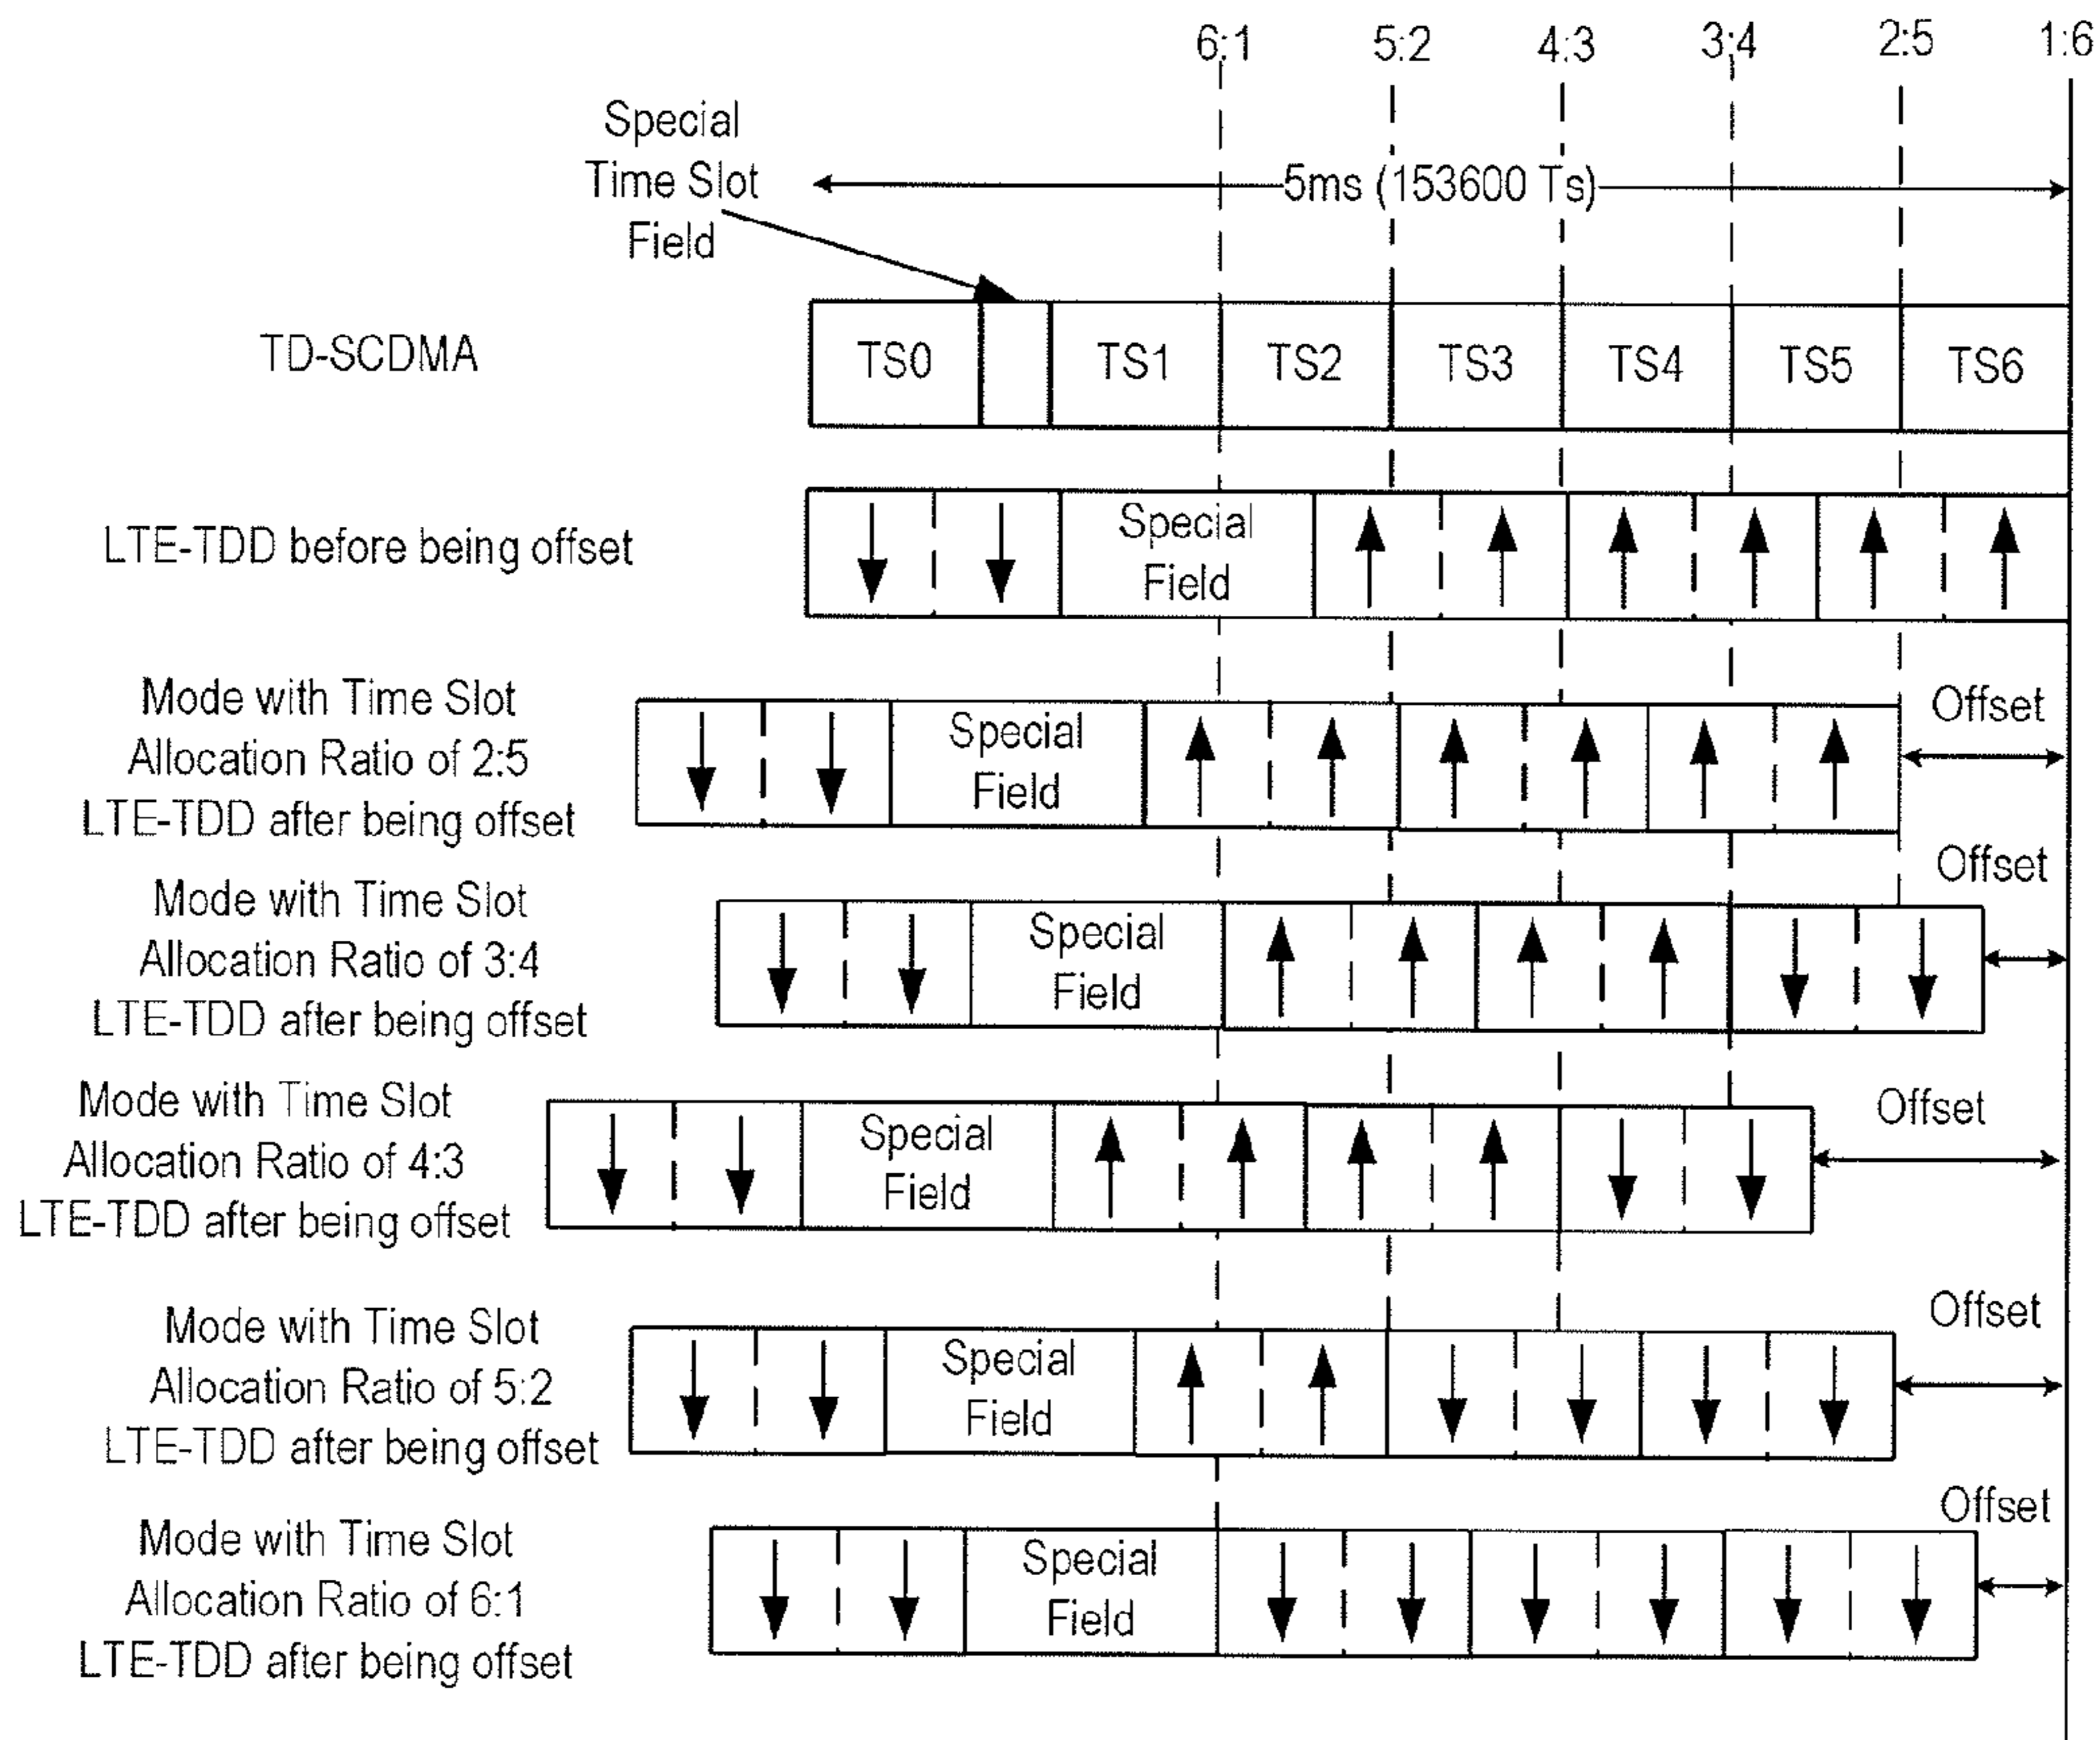 6:1 5:2 4:3 3:4 2:5 1:6
Special
Time Slot
Field
5ms (153600 Ts)
TD-SCDMA
TS0 TS1 TS2 TS3 TS4 TS5 TS6
LTE-TDD before being offset
Special
Field
Mode with Time Slot
Allocation Ratio of 2:5
LTE-TDD after being offset
Special
Field
Offset
Mode with Time Slot
Allocation Ratio of 3:4
LTE-TDD after being offset
Special
Field
Offset
Mode with Time Slot
Allocation Ratio of 4:3
LTE-TDD after being offset
Special
Field
Offset
Mode with Time Slot
Allocation Ratio of 5:2
LTE-TDD after being offset
Special
Field
Offset
Mode with Time Slot
Allocation Ratio of 6:1
LTE-TDD after being offset
Special
Field
Offset